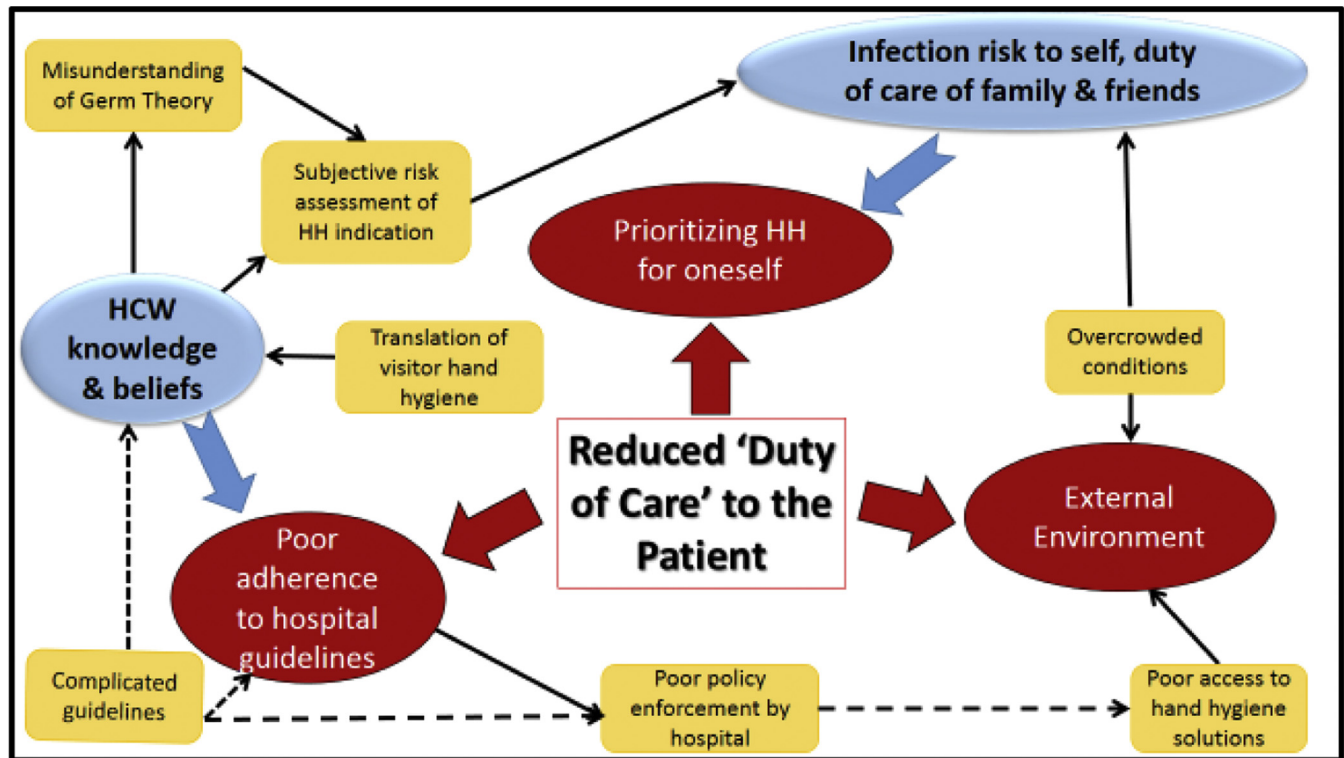 Misunderstanding
of Germ Theory
Infection risk to self, duty
of care of family & friends
Subjective risk
assessment of
HH indication
Prioritizing HH
for oneself
HCW
knowledge
& beliefs
Translation of
visitor hand
hygiene
Overcrowded
conditions
Reduced ‘Duty
of Care’ to the
Patient
External
Environment
Poor
adherence
to hospital
guidelines
Complicated
guidelines
Poor policy
enforcement by
hospital
Poor access to
hand hygiene
solutions